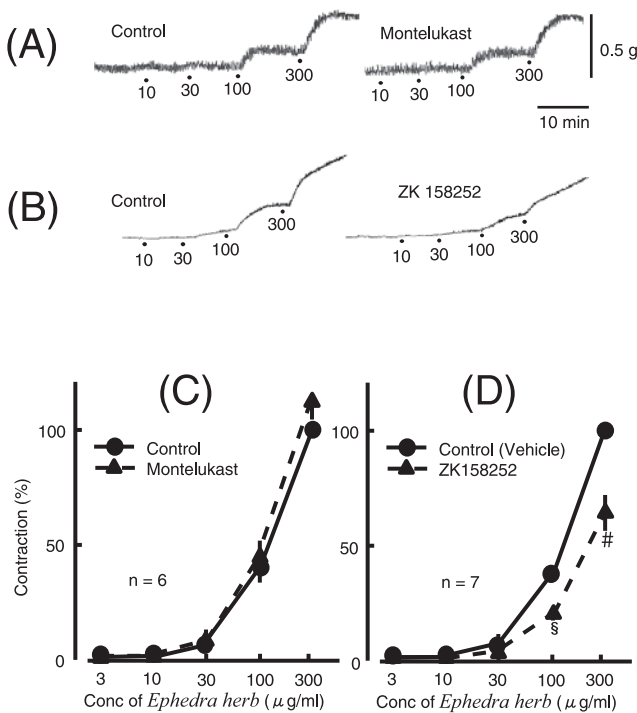 (A)
Control
Montelukast
0.5 g
10 30 100 300
10 30 100 300
10 min
(B)
Control
ZK 158252
10 30 100 300
10 30 100 300
(C)
(D)
100
Control
Montelukast
100
Control (Vehicle)
ZK158252
Contraction (%)
50
n = 6
50
n = 7
#
§
0
0
3 10 30 100 300
3 10 30 100 300
Conc of Ephedra herb (μg/ml)
Conc of Ephedra herb (μg/ml)